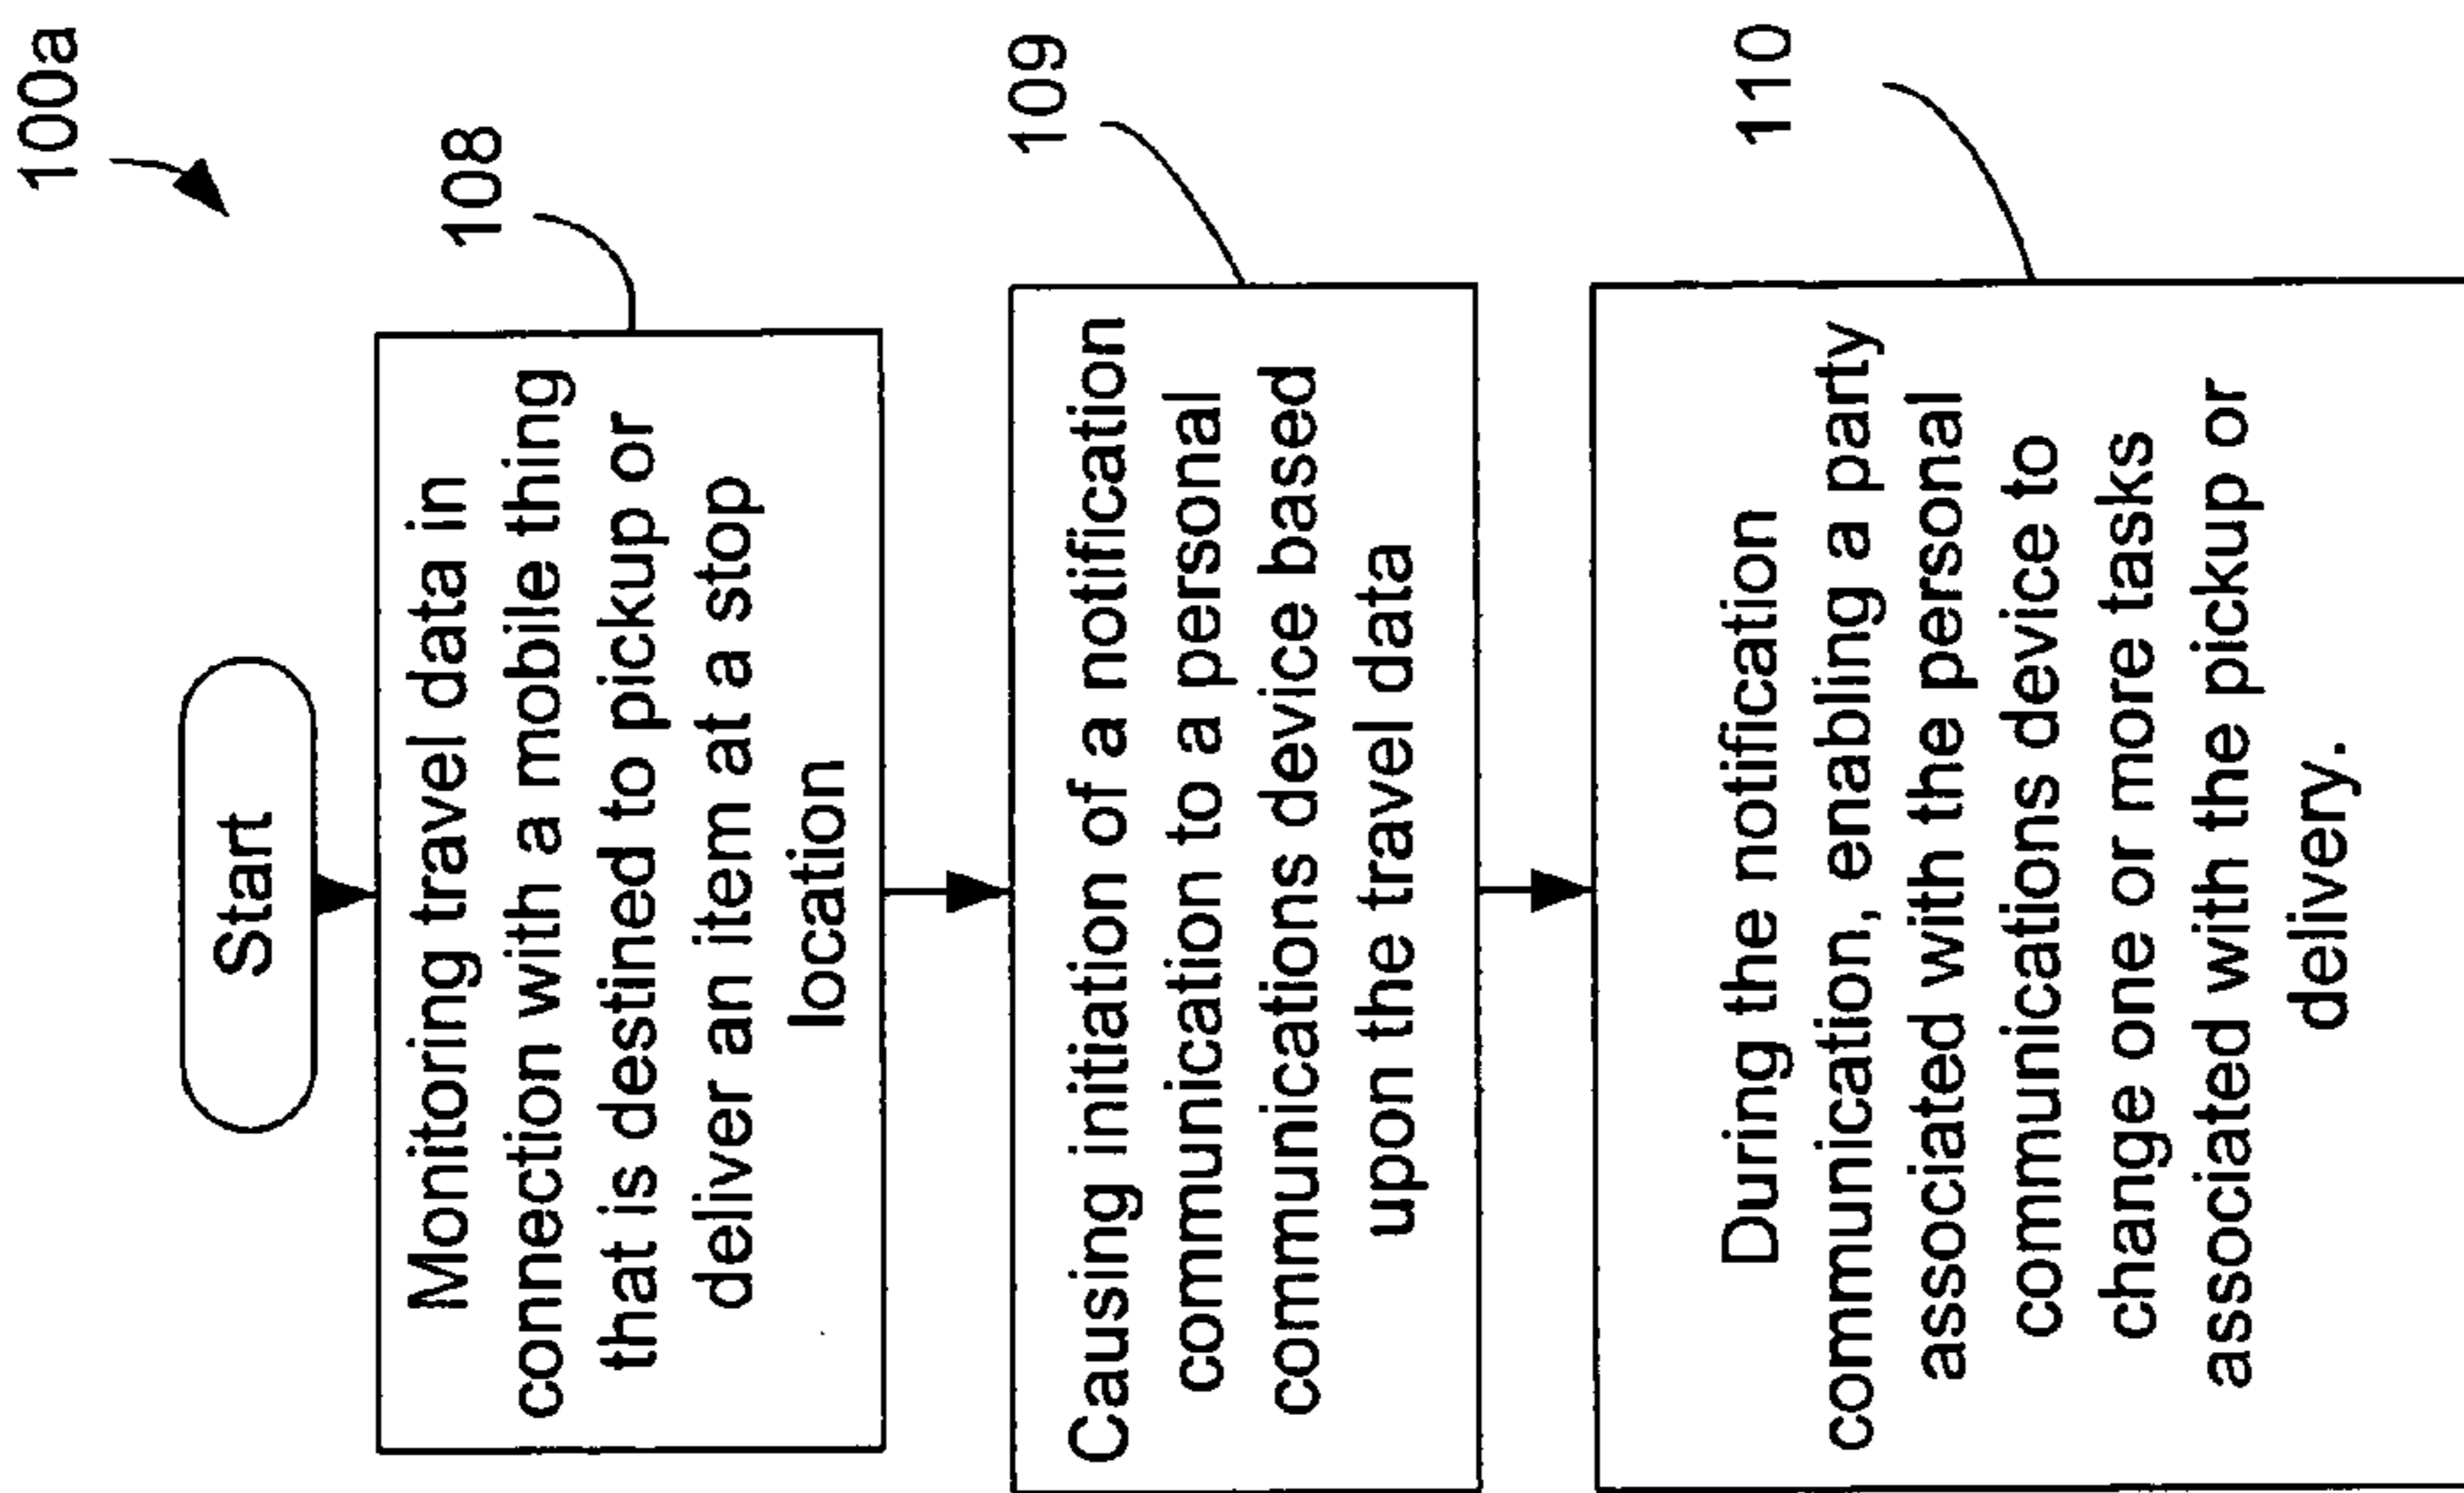 100a
Start
108
Monitoring travel data in
connection with a mobile thing
that is destined to pickup or
deliver an item at a stop
location
109
Causing initiation of a notification
communication to a personal
communications device based
upon the travel data
110
During the notification
communication, enabling a party
associated with the personal
communications device to
change one or more tasks
associated with the pickup or
delivery.